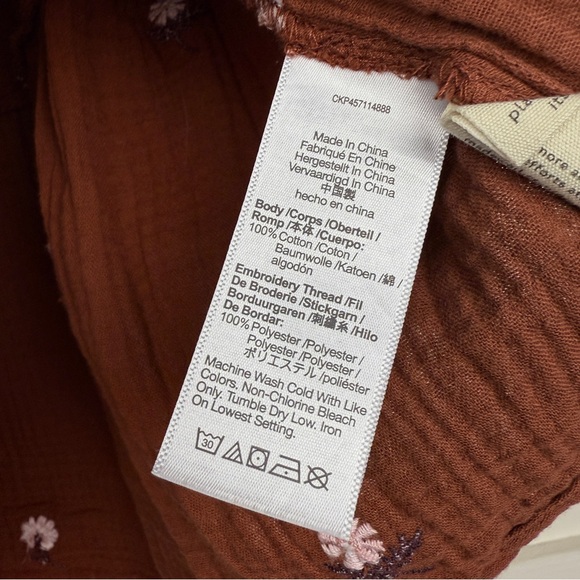 CKP457114888
Made In China
Fabriqué En Chine
Hergestellt In China
Vervaardigd In China
中国製
hecho en china
Body /Corps /Oberteil /
Romp /本体 /Cuerpo:
100% Cotton /Coton /
Baumwolle /Katoen /綿 /
algodón
Embroidery Thread /Fil
De Broderie /Stickgarn /
Borduurgaren /刺繍糸 /Hilo
De Bordar:
100% Polyester /Polyester /
Polyester /Polyester /
ポリエステル /poliéster
Machine Wash Cold With Like
Colors. Non-Chlorine Bleach
Only. Tumble Dry Low. Iron
On Lowest Setting.
30
efforts a